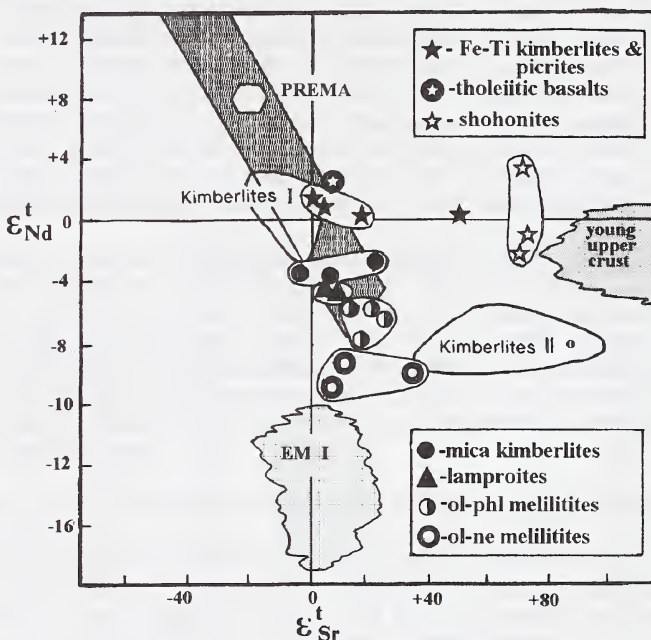 +12
+8
+4
0
-4
-8
-10
-12
-16
ε^t_Nd
PREMA
Kimberlites I
★- Fe-Ti kimberlites &
picrites
-tholeiitic basalts
☆- shohonites
young
upper
crust
Kimberlites II
EM I
●-mica kimberlites
▲-lamproites
◑-ol-phl melilitites
-ol-ne melilitites
-40
0
+40
+80
ε^t_Sr